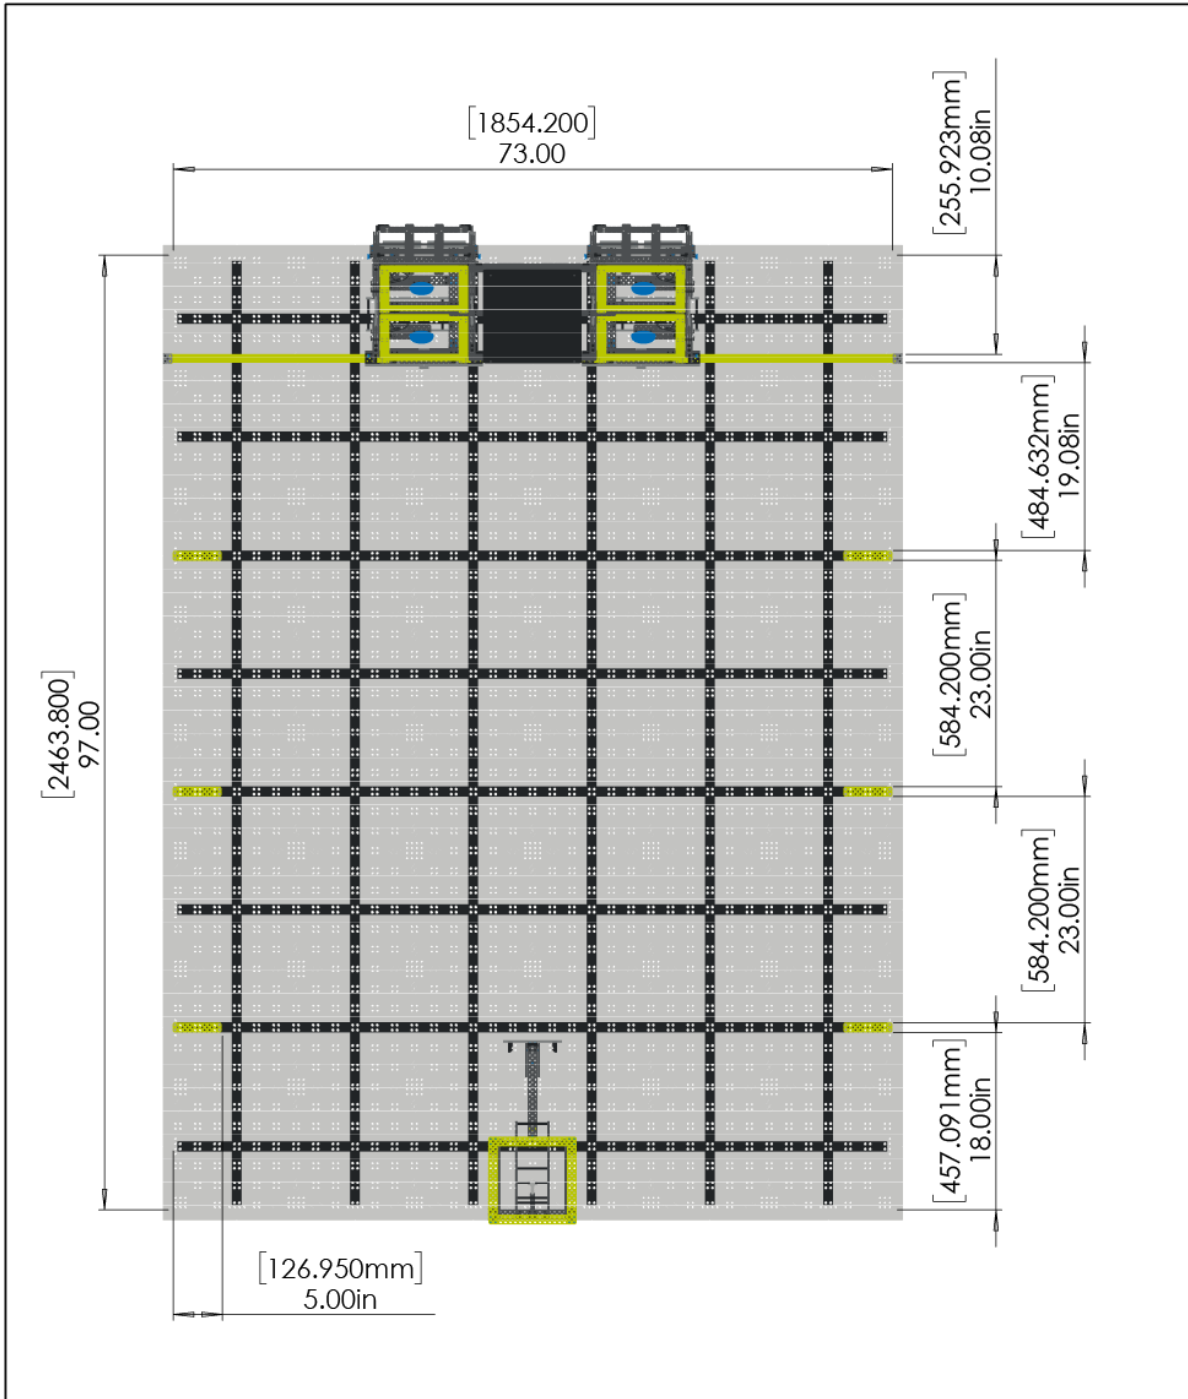 [1854.200]
73.00
[255.923mm]
10.08in
[484.632mm]
19.08in
[584.200mm]
23.00in
[2463.800]
97.00
[584.200mm]
23.00in
[457.091mm]
18.00in
[126.950mm]
5.00in